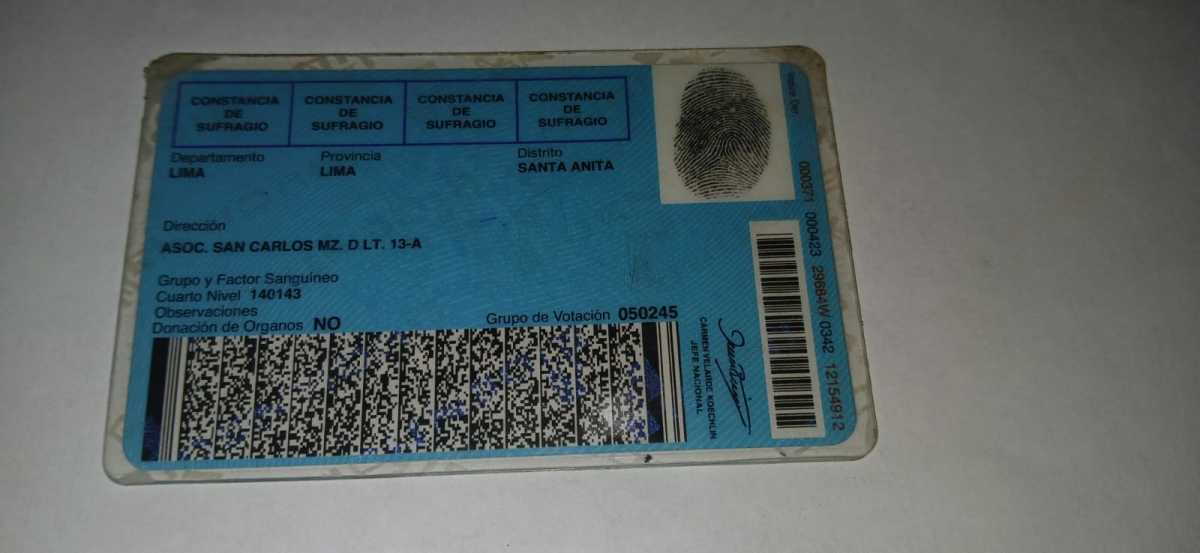 CONSTANCIA DE SUFRAGIO
CONSTANCIA DE SUFRAGIO
CONSTANCIA DE SUFRAGIO
CONSTANCIA DE SUFRAGIO
Departamento Provincia Distrito
LIMA LIMA SANTA ANITA
Dirección
ASOC. SAN CARLOS MZ. D LT. 13-A
Grupo y Factor Sanguíneo
Cuarto Nivel 140143
Observaciones
Donación de Organos NO
Grupo de Votación 050245
CARMEN VELARDE KOECHLIN
JEFE NACIONAL
000371 000423 29684W 0342 12154912